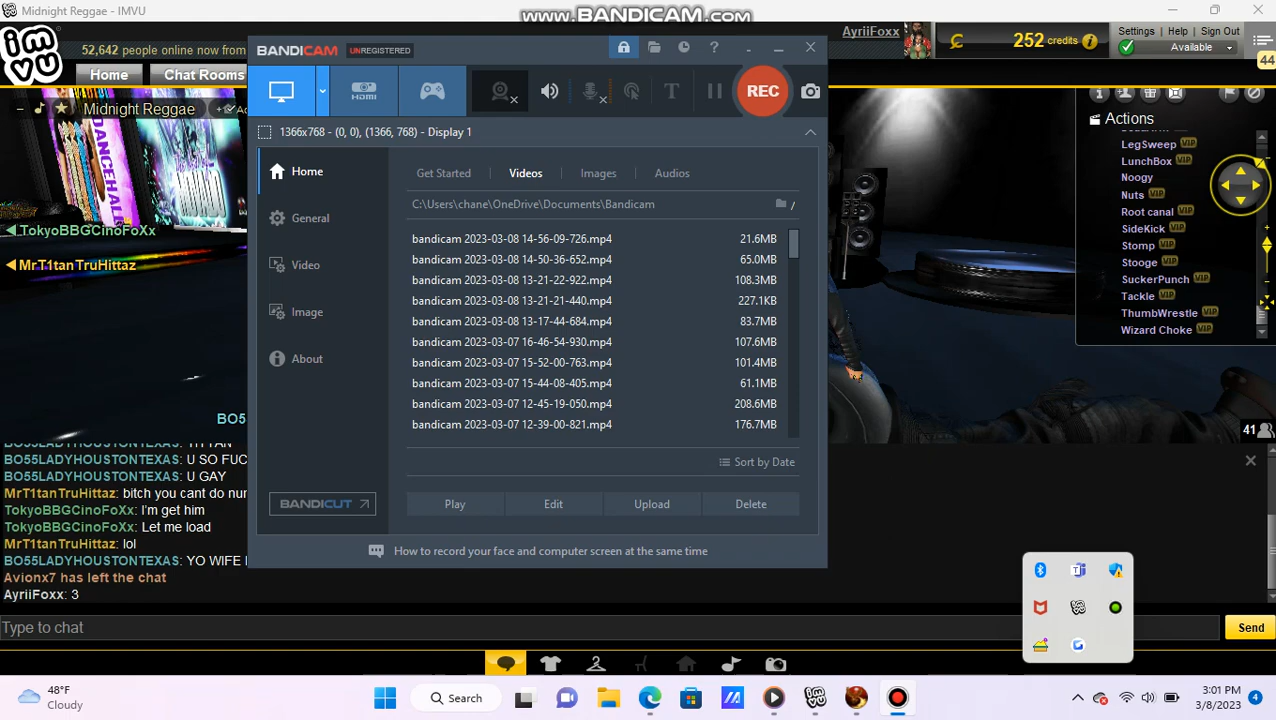 Midnight Reggae - IMVU
www.BANDICAM.com
imvu
52,642 people online now from
AyriiFoxx
252 credits
Settings | Help | Sign Out
Available
44
Home
Chat Rooms
BANDICAM UNREGISTERED
HDMI
REC
Midnight Reggae
DANCEHALL
1366x768 - (0, 0), (1366, 768) - Display 1
Home
General
Video
Image
About
BANDICUT
Get Started
Videos
Images
Audios
C:\Users\chane\OneDrive\Documents\Bandicam
/
bandicam 2023-03-08 14-56-09-726.mp4 21.6MB
bandicam 2023-03-08 14-50-36-652.mp4 65.0MB
bandicam 2023-03-08 13-21-22-922.mp4 108.3MB
bandicam 2023-03-08 13-21-21-440.mp4 227.1KB
bandicam 2023-03-08 13-17-44-684.mp4 83.7MB
bandicam 2023-03-07 16-46-54-930.mp4 107.6MB
bandicam 2023-03-07 15-52-00-763.mp4 101.4MB
bandicam 2023-03-07 15-44-08-405.mp4 61.1MB
bandicam 2023-03-07 12-45-19-050.mp4 208.6MB
bandicam 2023-03-07 12-39-00-821.mp4 176.7MB
Sort by Date
Play
Edit
Upload
Delete
How to record your face and computer screen at the same time
TokyoBBGCinoFoXx
MrT1tanTruHittaz
BO55
Actions
LegSweep VIP
LunchBox VIP
Noogy
Nuts VIP
Root canal VIP
SideKick VIP
Stomp VIP
Stooge VIP
SuckerPunch VIP
Tackle VIP
ThumbWrestle VIP
Wizard Choke VIP
41
BO55LADYHOUSTONTEXAS: U SO FUC
BO55LADYHOUSTONTEXAS: U GAY
MrT1tanTruHittaz: bitch you cant do nur
TokyoBBGCinoFoXx: I'm get him
TokyoBBGCinoFoXx: Let me load
MrT1tanTruHittaz: lol
BO55LADYHOUSTONTEXAS: YO WIFE
Avionx7 has left the chat
AyriiFoxx: 3
Type to chat
Send
48°F
Cloudy
Search
3:01 PM
3/8/2023
4